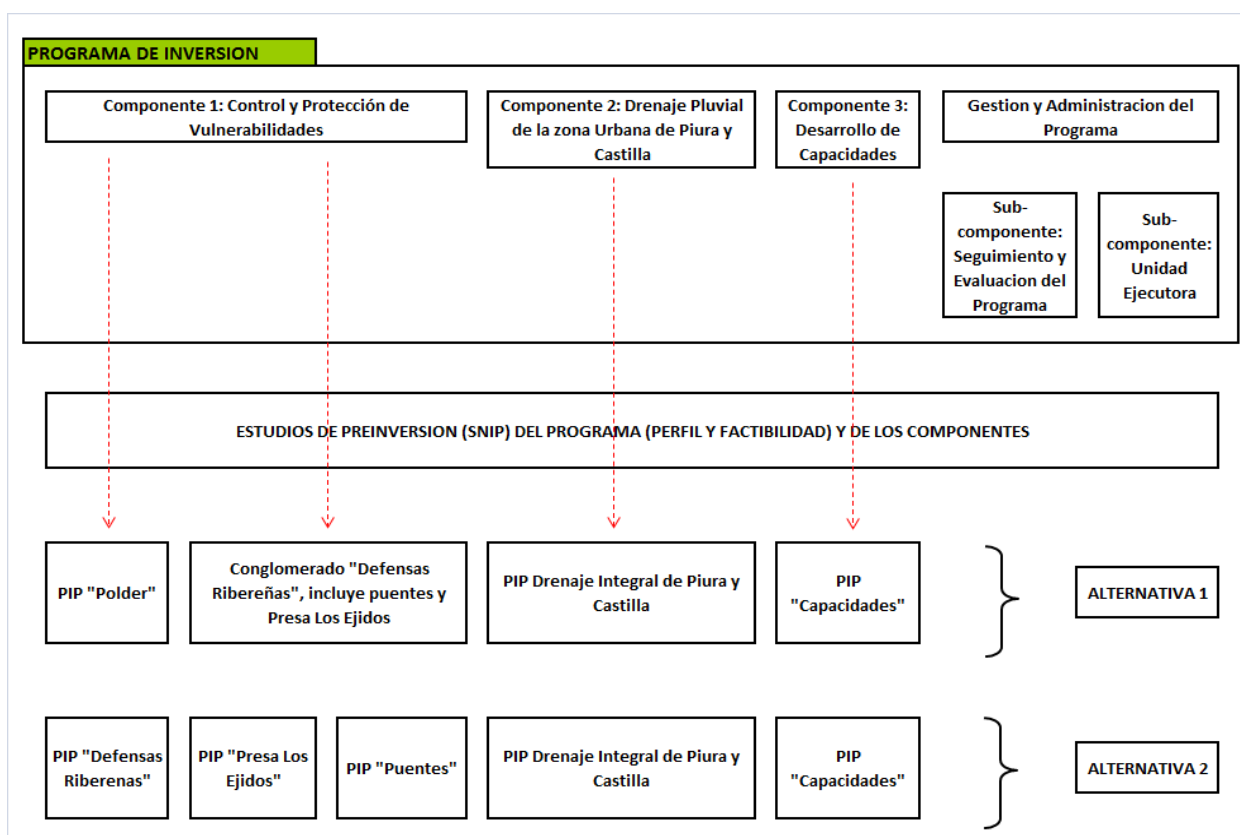 PROGRAMA DE INVERSION
Componente 1: Control y Protección de
Vulnerabilidades
Componente 2: Drenaje Pluvial
de la zona Urbana de Piura y
Castilla
Componente 3:
Desarrollo de
Capacidades
Gestion y Administracion del
Programa
Sub-
componente:
Seguimiento y
Evaluacion del
Programa
Sub-
componente:
Unidad
Ejecutora
ESTUDIOS DE PREINVERSION (SNIP) DEL PROGRAMA (PERFIL Y FACTIBILIDAD) Y DE LOS COMPONENTES
PIP "Polder"
Conglomerado "Defensas
Ribereñas", incluye puentes y
Presa Los Ejidos
PIP Drenaje Integral de Piura y
Castilla
PIP
"Capacidades"
ALTERNATIVA 1
PIP "Defensas
Riberenas"
PIP "Presa Los
Ejidos"
PIP "Puentes"
PIP Drenaje Integral de Piura y
Castilla
PIP
"Capacidades"
ALTERNATIVA 2